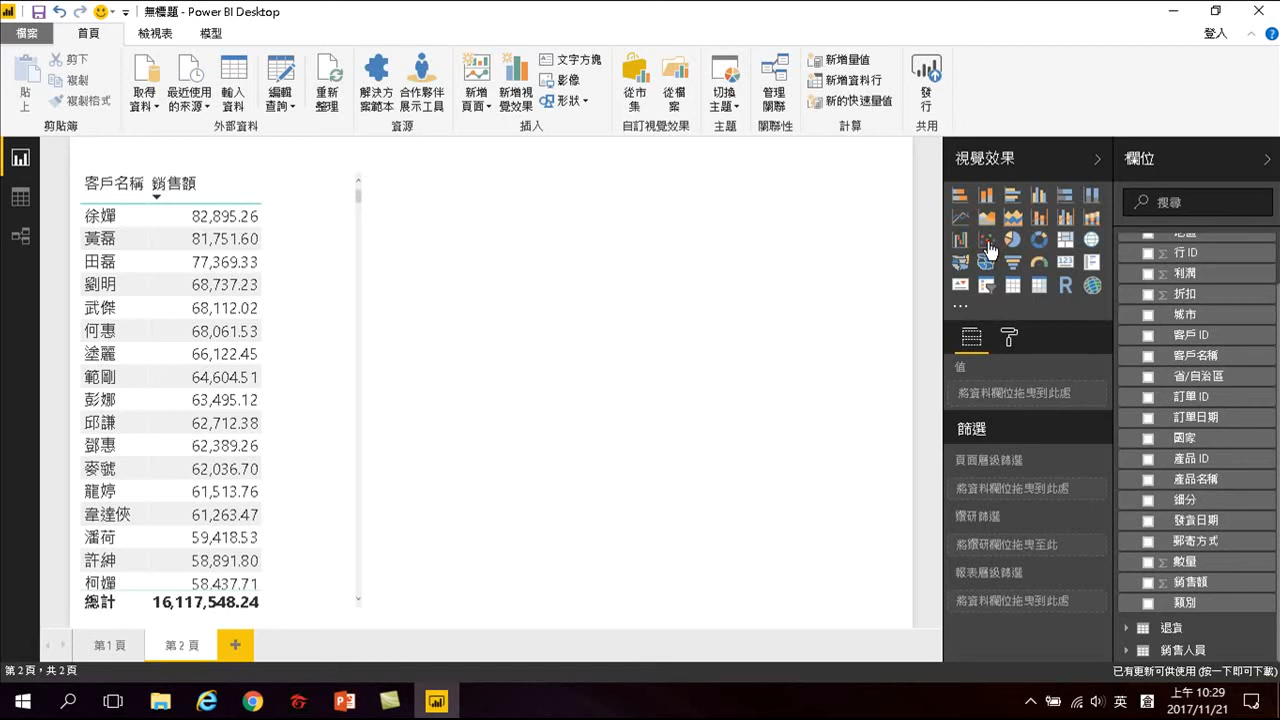 無標題 - Power BI Desktop
檔案 首頁 檢視表 模型 登入
貼上
剪下
複製
複製格式
剪貼簿
取得資料
最近使用的來源
輸入資料
編輯查詢
外部資料
重新整理
解決方案範本
合作夥伴展示工具
資源
新增頁面
新增視覺效果
文字方塊
影像
形狀
插入
從市集
從檔案
自訂視覺效果
切換主題
主題
管理關聯
關聯性
新增量值
新增資料行
新的快速量值
計算
發行
共用
客戶名稱 銷售額
徐嬋 82,895.26
黃磊 81,751.60
田磊 77,369.33
劉明 68,737.23
武傑 68,112.02
何惠 68,061.53
塗麗 66,122.45
範剛 64,604.51
彭娜 63,495.12
邱謙 62,712.38
鄧惠 62,389.26
麥號 62,036.70
龍婷 61,513.76
韋達俠 61,263.47
潘荷 59,418.53
許紳 58,891.80
柯嬋 58,437.71
總計 16,117,548.24
視覺效果
R
123
值
將資料欄位拖曳到此處
篩選
頁面層級篩選
將資料欄位拖曳到此處
鑽研篩選
將鑽研欄位拖曳至此
報表層級篩選
將資料欄位拖曳到此處
欄位
搜尋
地區
行 ID
利潤
折扣
城市
客戶 ID
客戶名稱
省/自治區
訂單 ID
訂單日期
國家
產品 ID
產品名稱
細分
發貨日期
郵寄方式
數量
銷售額
類別
退貨
銷售人員
第 1 頁 第 2 頁
第 2 頁，共 2 頁
已有更新可供使用 (按一下即可下載)
英
上午 10:29
2017/11/21